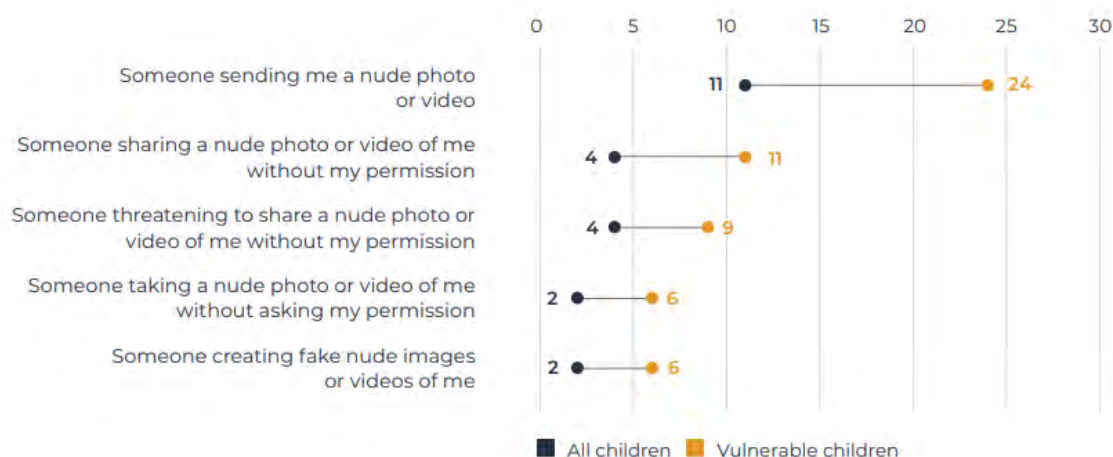 0 5 10 15 20 25 30
Someone sending me a nude photo
or video
11 24
Someone sharing a nude photo or video of me
without my permission
4 11
Someone threatening to share a nude photo or
video of me without my permission
4 9
Someone taking a nude photo or video of me
without asking my permission
2 6
Someone creating fake nude images
or videos of me
2 6
All children Vulnerable children